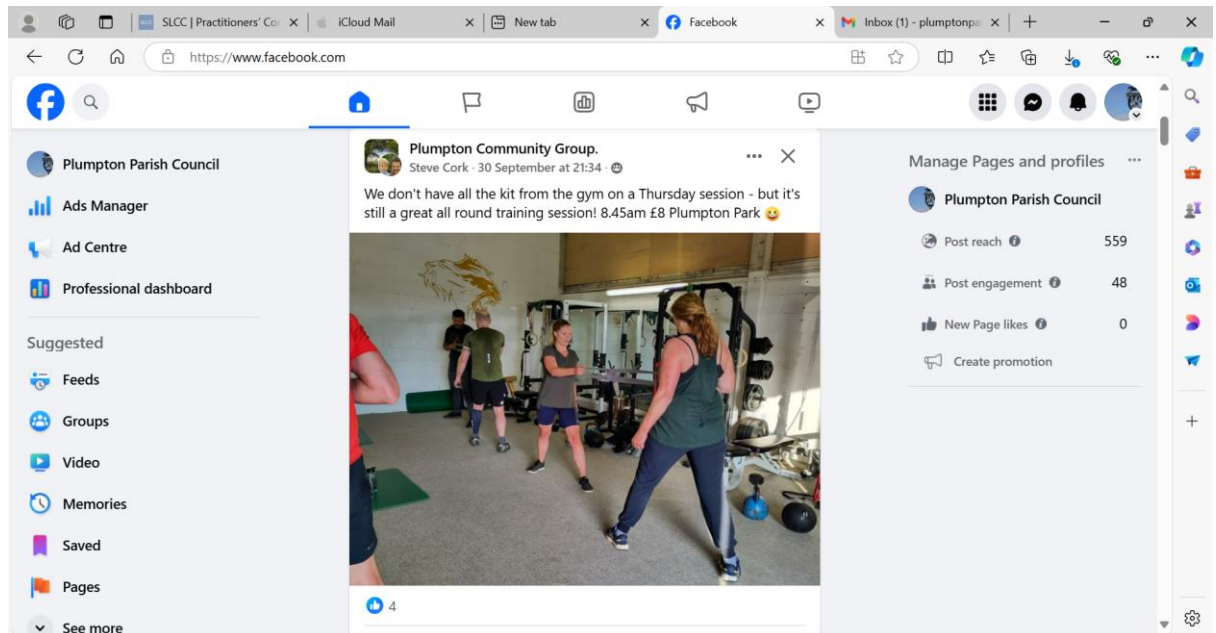 SLCC | Practitioners' Con
iCloud Mail
New tab
Facebook
Inbox (1) - plumptonpa
https://www.facebook.com
Plumpton Parish Council
Ads Manager
Ad Centre
Professional dashboard
Suggested
Feeds
Groups
Video
Memories
Saved
Pages
See more
Plumpton Community Group.
Steve Cork · 30 September at 21:34 ·
We don't have all the kit from the gym on a Thursday session - but it's
still a great all round training session! 8.45am £8 Plumpton Park 😀
4
Manage Pages and profiles
Plumpton Parish Council
Post reach 559
Post engagement 48
New Page likes 0
Create promotion